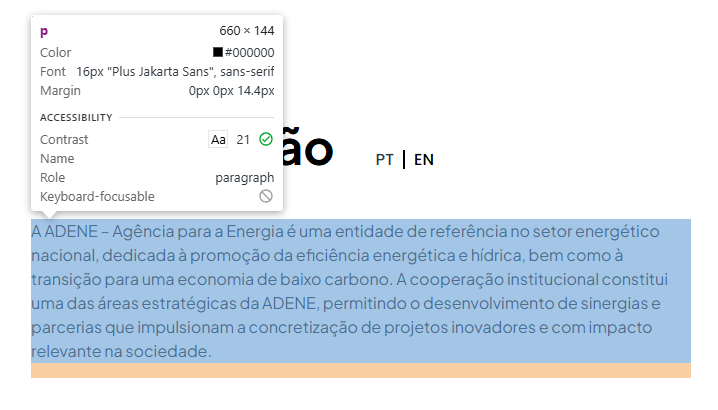 p 660 × 144
Color #000000
Font 16px "Plus Jakarta Sans", sans-serif
Margin 0px 0px 14.4px
ACCESSIBILITY
Contrast Aa 21
Name
Role paragraph
Keyboard-focusable
ão PT | EN
A ADENE – Agência para a Energia é uma entidade de referência no setor energético
nacional, dedicada à promoção da eficiência energética e hídrica, bem como à
transição para uma economia de baixo carbono. A cooperação institucional constitui
uma das áreas estratégicas da ADENE, permitindo o desenvolvimento de sinergias e
parcerias que impulsionam a concretização de projetos inovadores e com impacto
relevante na sociedade.